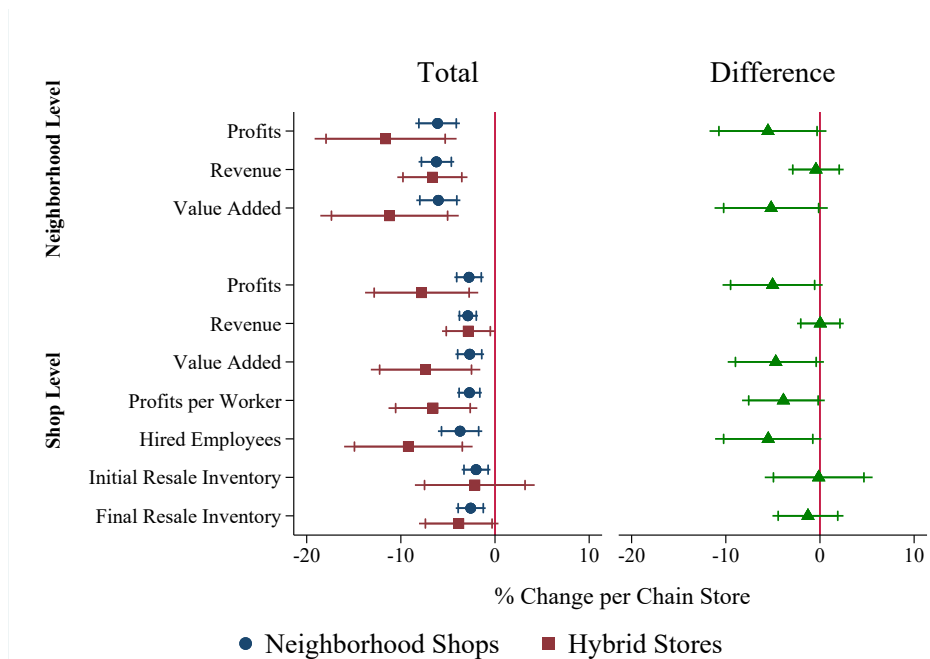 Total Difference
Neighborhood Level
Profits
Revenue
Value Added
Shop Level
Profits
Revenue
Value Added
Profits per Worker
Hired Employees
Initial Resale Inventory
Final Resale Inventory
-20 -10 0 10 -20 -10 0 10
% Change per Chain Store
Neighborhood Shops Hybrid Stores